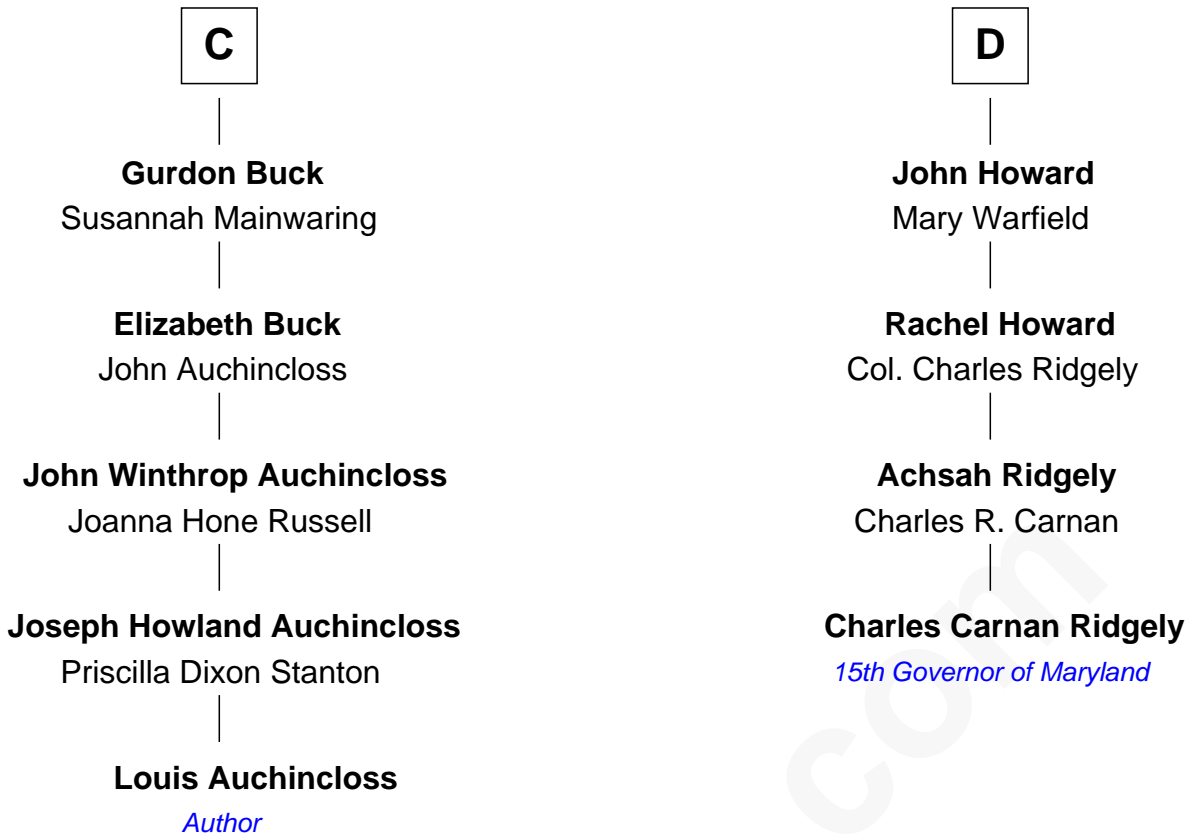 C
Gurdon Buck
Susannah Mainwaring
Elizabeth Buck
John Auchincloss
John Winthrop Auchincloss
Joanna Hone Russell
Joseph Howland Auchincloss
Priscilla Dixon Stanton
Louis Auchincloss
Author
D
John Howard
Mary Warfield
Rachel Howard
Col. Charles Ridgely
Achsah Ridgely
Charles R. Carnan
Charles Carnan Ridgely
15th Governor of Maryland
com